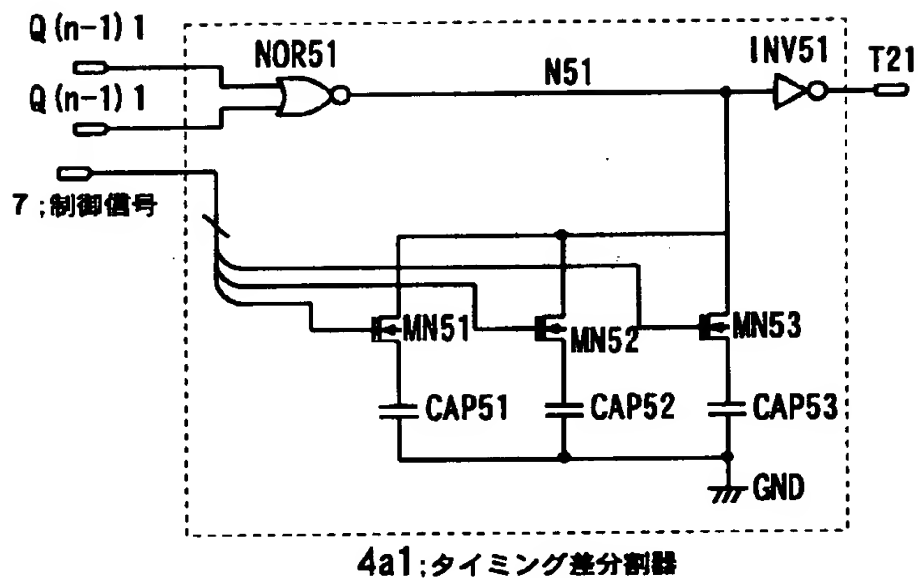 Q(n-1)1
NOR51
N51
INV51
T21
Q(n-1)1
7;制御信号
MN51
MN52
MN53
CAP51
CAP52
CAP53
GND
4a1;タイミング差分割器